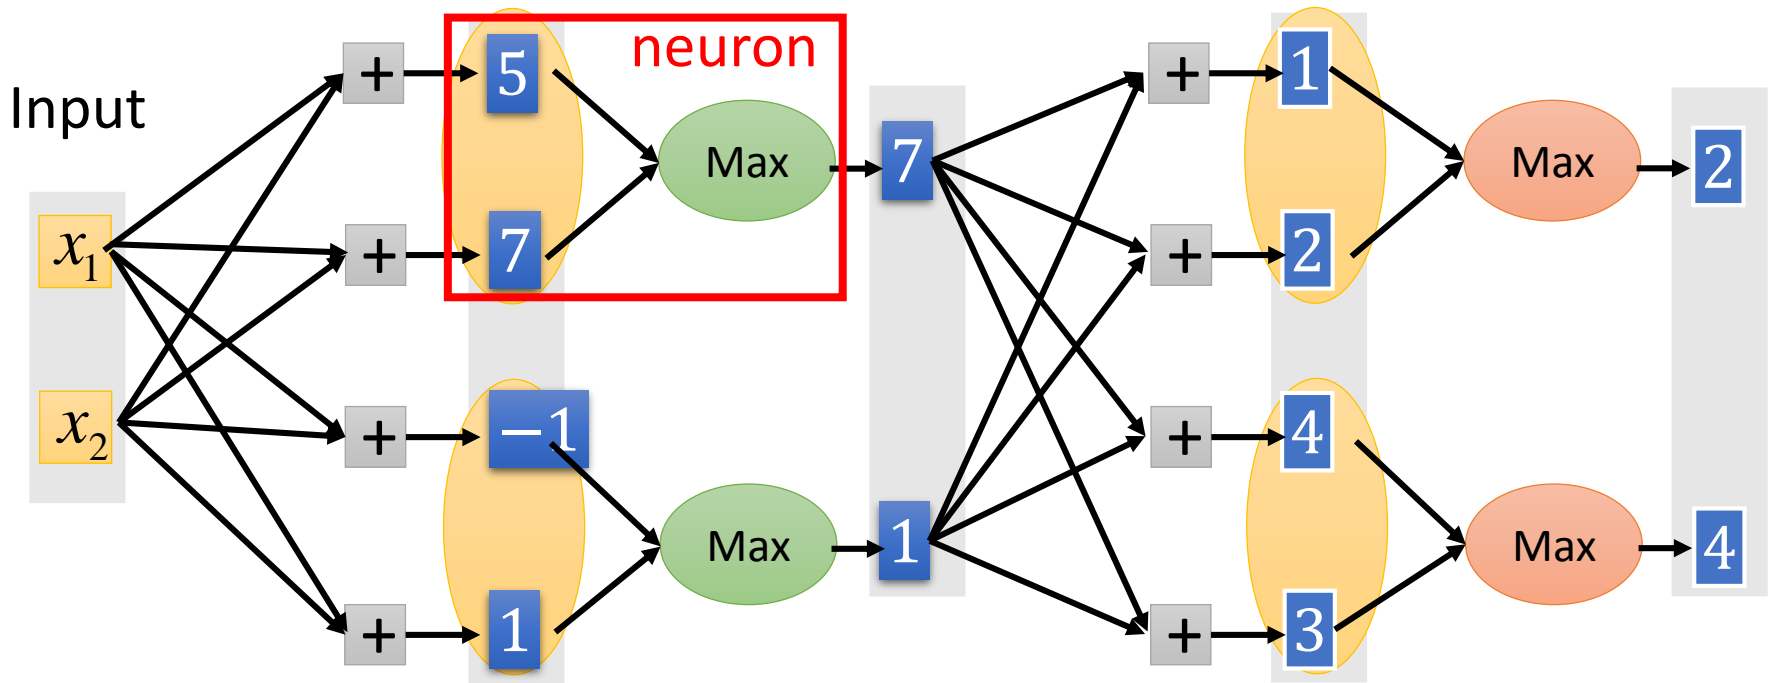 Input
neuron
x₁
x₂
+
+
+
+
5
7
−1
1
Max
Max
7
1
+
+
+
+
1
2
4
3
Max
Max
2
4